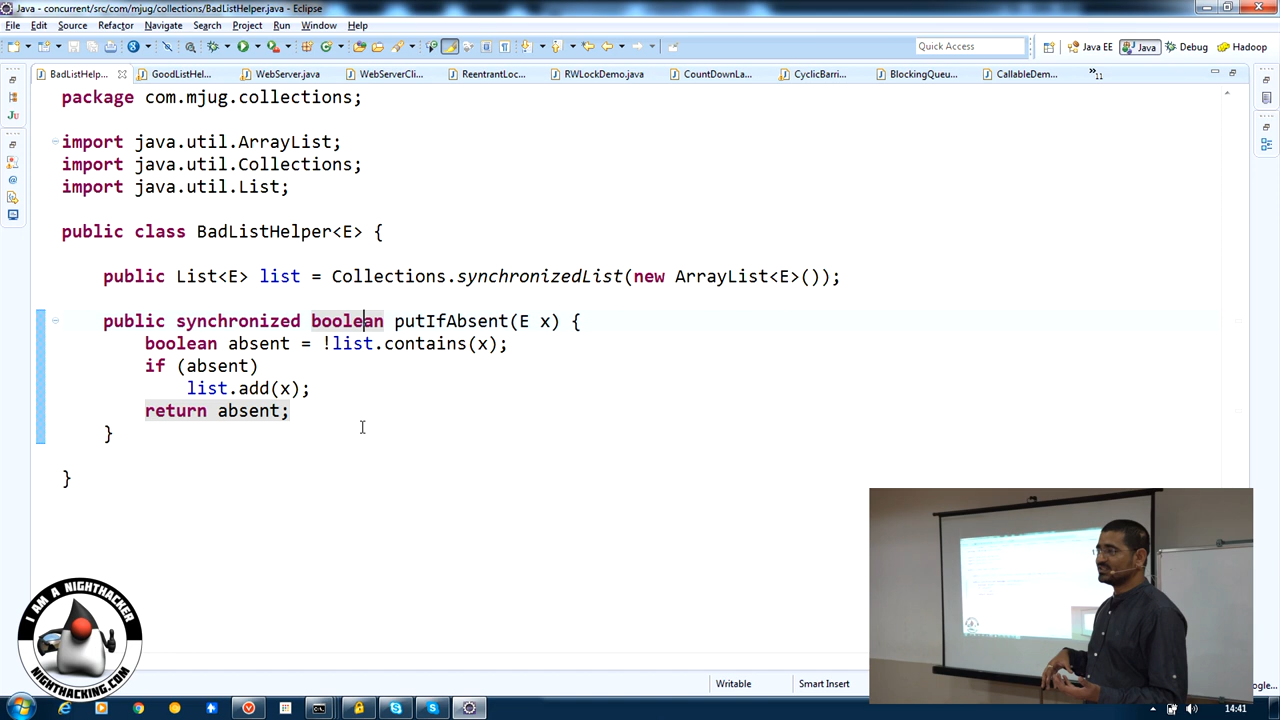 Java - concurrent/src/com/mjug/collections/BadListHelper.java - Eclipse
File Edit Source Refactor Navigate Search Project Run Window Help
Quick Access
Java EE
Java
Debug
Hadoop
BadListHelp...
GoodListHel...
WebServer.java
WebServerCli...
ReentrantLoc...
RWLockDemo.java
CountDownLa...
CyclicBarri...
BlockingQueu...
CallableDem...
»11
package com.mjug.collections;
import java.util.ArrayList;
import java.util.Collections;
import java.util.List;
public class BadListHelper<E> {
public List<E> list = Collections.synchronizedList(new ArrayList<E>());
public synchronized boolean putIfAbsent(E x) {
boolean absent = !list.contains(x);
if (absent)
list.add(x);
return absent;
}
}
I AM A NIGHTHACKER
NIGHTHACKING.COM
Writable
Smart Insert
ogle...
14:41